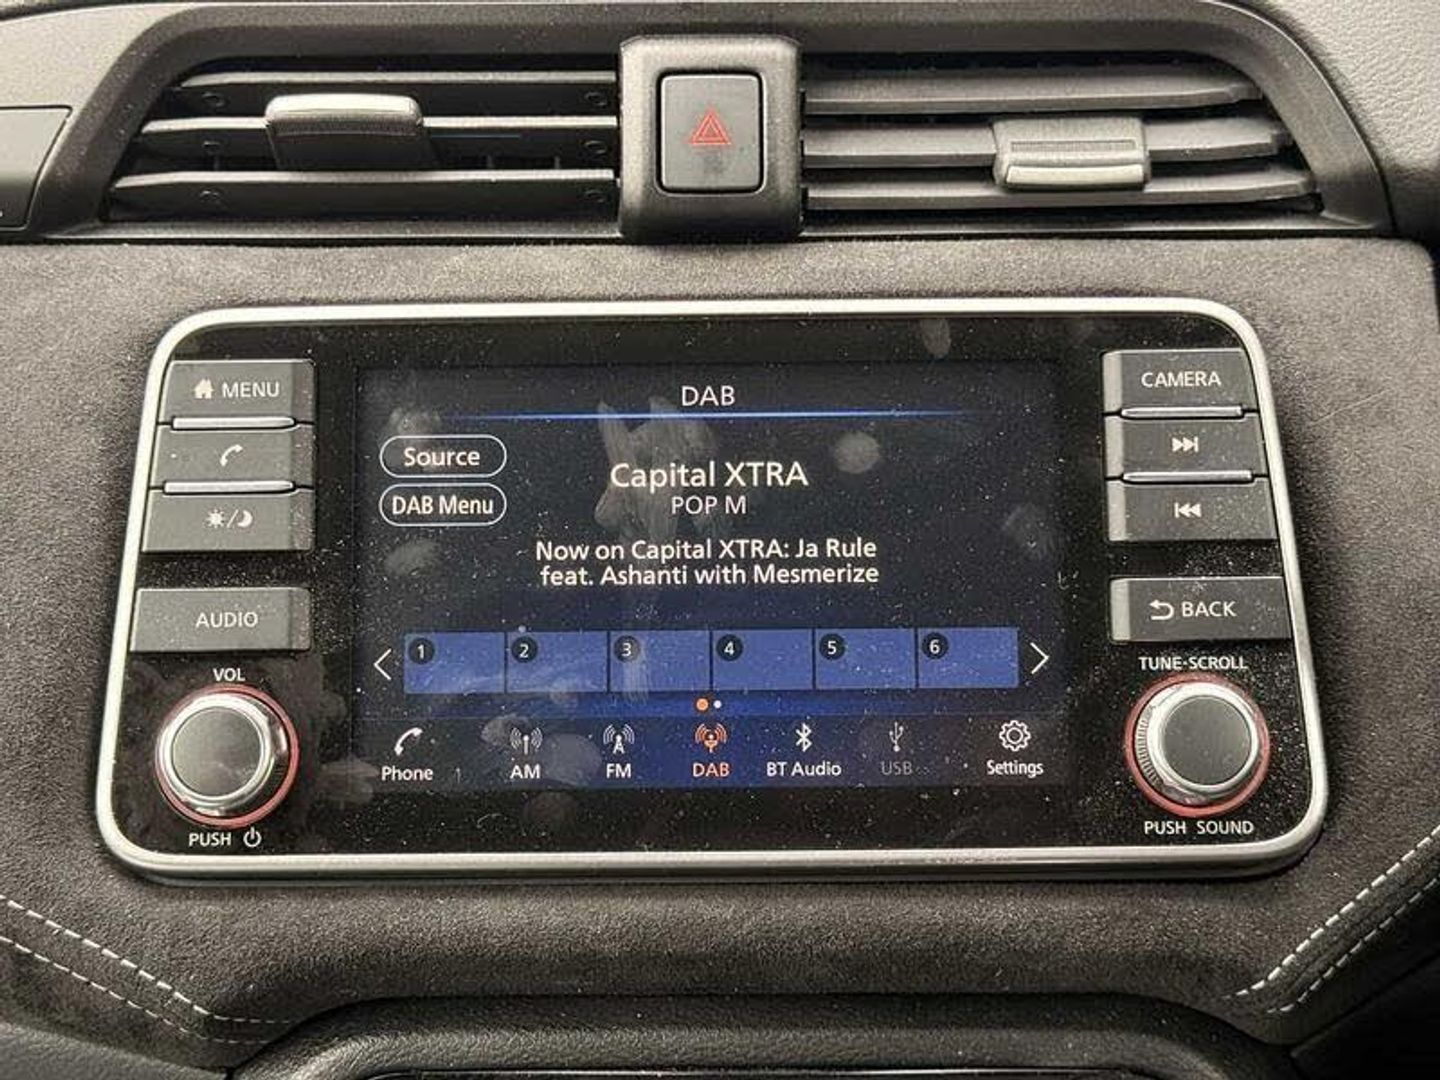 MENU
CAMERA
DAB
Source
DAB Menu
Capital XTRA
POP M
Now on Capital XTRA: Ja Rule
feat. Ashanti with Mesmerize
AUDIO
BACK
1 2 3 4 5 6
VOL
TUNE·SCROLL
Phone AM FM DAB BT Audio USB Settings
PUSH
PUSH SOUND